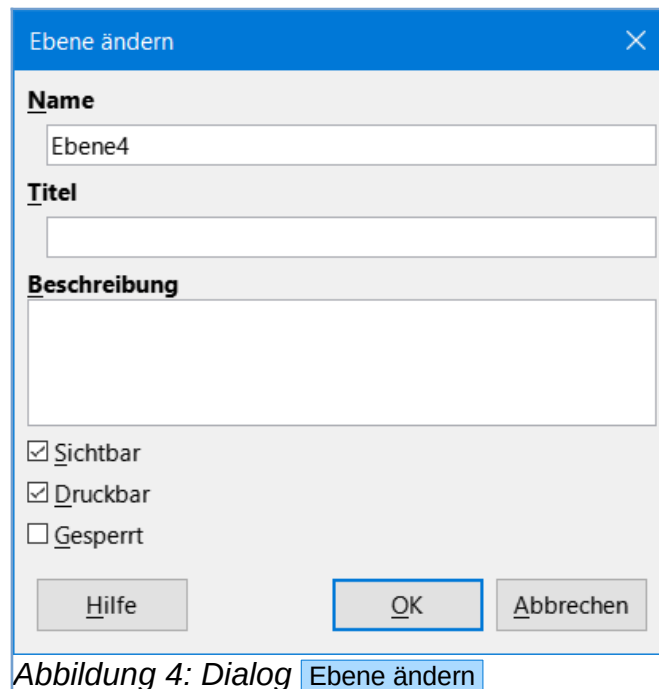 Ebene ändern
Name
Ebene4
Titel
Beschreibung
Sichtbar
Druckbar
Gesperrt
Hilfe OK Abbrechen
Abbildung 4: Dialog Ebene ändern